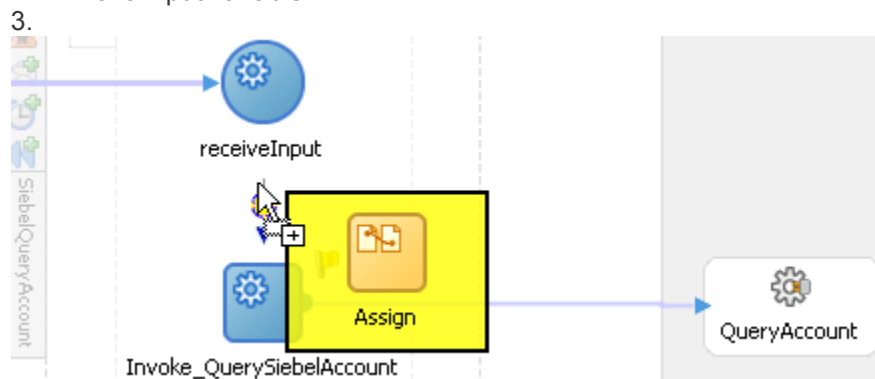 3.
receiveInput
SiebelQueryAccount
Assign
QueryAccount
Invoke_QuerySiebelAccount